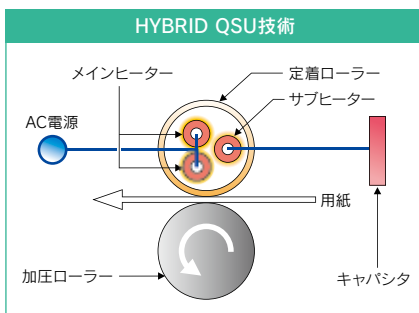 HYBRID QSU技術
メインヒーター
定着ローラー
サブヒーター
AC電源
用紙
加圧ローラー
キャパシタ